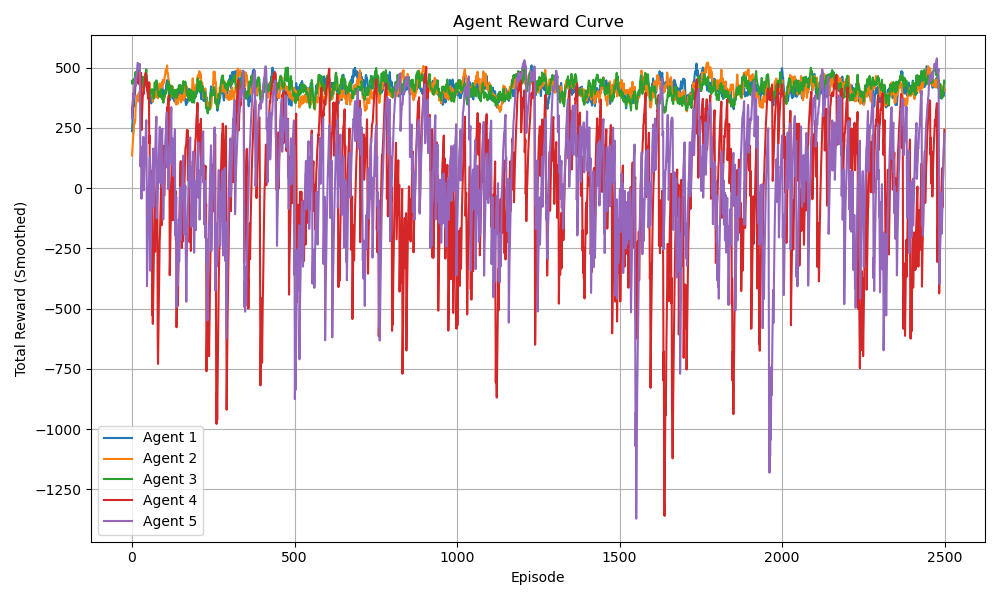 Agent Reward Curve
Total Reward (Smoothed)
500
250
0
−250
−500
−750
−1000
−1250
Agent 1
Agent 2
Agent 3
Agent 4
Agent 5
0 500 1000 1500 2000 2500
Episode